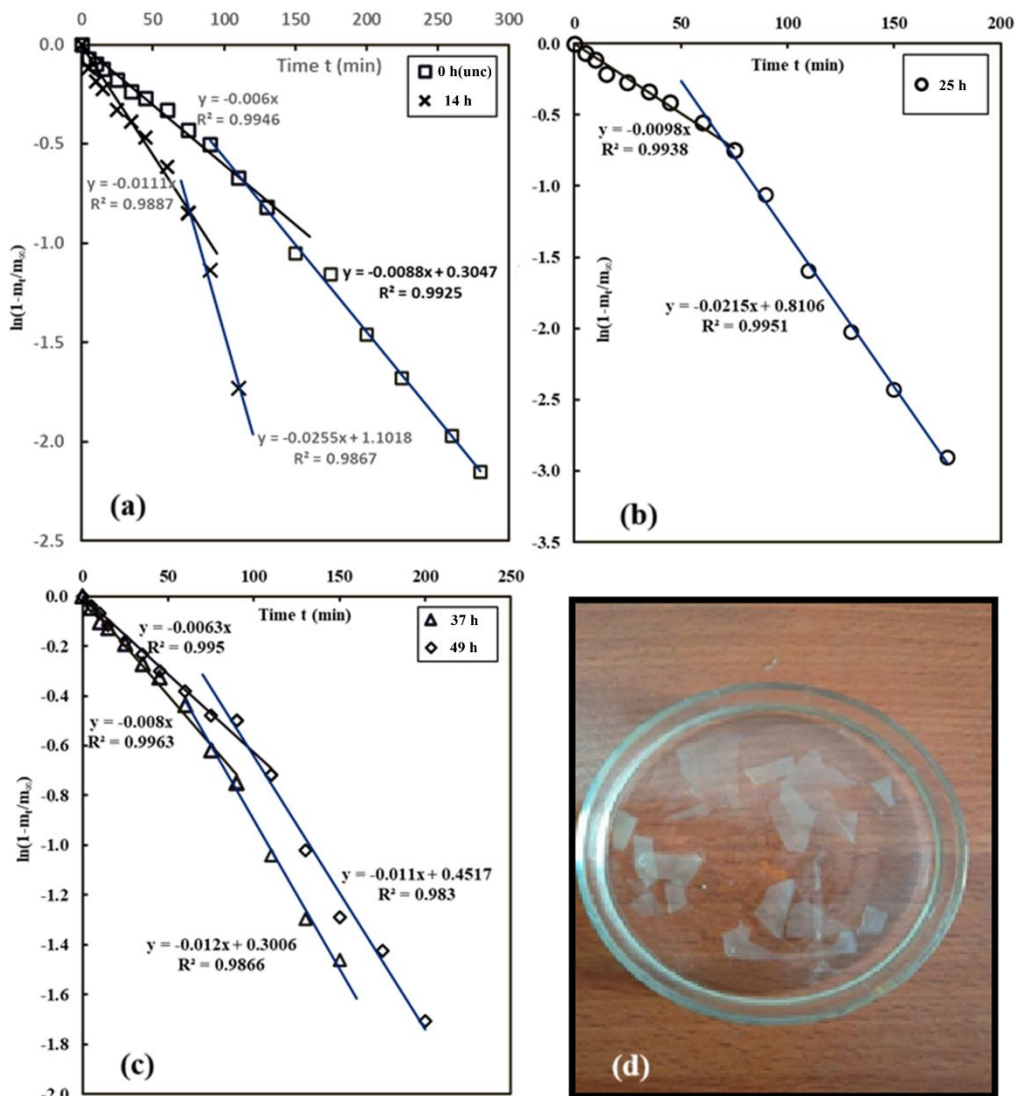 0 50 100 150 200 250 300
0.0
-0.5
-1.0
-1.5
-2.0
-2.5
Time t (min)
ln(1-mₜ/m∞)
0 h(unc)
14 h
y = -0.006x
R² = 0.9946
y = -0.0111x
R² = 0.9887
y = -0.0088x + 0.3047
R² = 0.9925
y = -0.0255x + 1.1018
R² = 0.9867
(a)
0 50 100 150 200
0.0
-0.5
-1.0
-1.5
-2.0
-2.5
-3.0
-3.5
Time t (min)
ln(1-mₜ/m∞)
25 h
y = -0.0098x
R² = 0.9938
y = -0.0215x + 0.8106
R² = 0.9951
(b)
0 50 100 150 200 250
0.0
-0.2
-0.4
-0.6
-0.8
-1.0
-1.2
-1.4
-1.6
-1.8
-2.0
Time t (min)
ln(1-mₜ/m∞)
37 h
49 h
y = -0.0063x
R² = 0.995
y = -0.008x
R² = 0.9963
y = -0.011x + 0.4517
R² = 0.983
y = -0.012x + 0.3006
R² = 0.9866
(c)
(d)